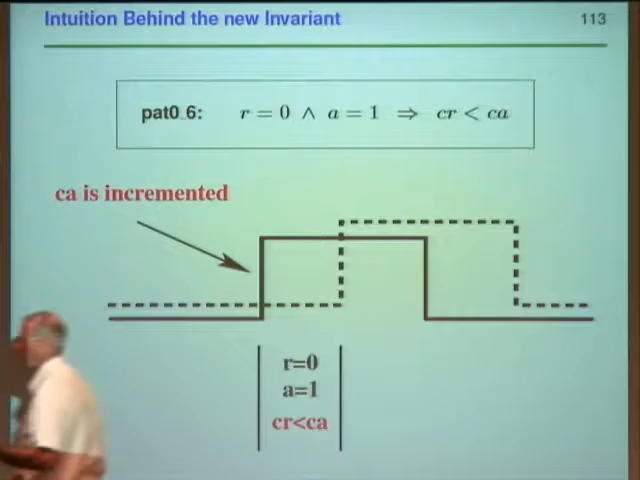 Intuition Behind the new Invariant
113
pat0_6: r = 0 ∧ a = 1 ⇒ cr < ca
ca is incremented
r=0
a=1
cr<ca